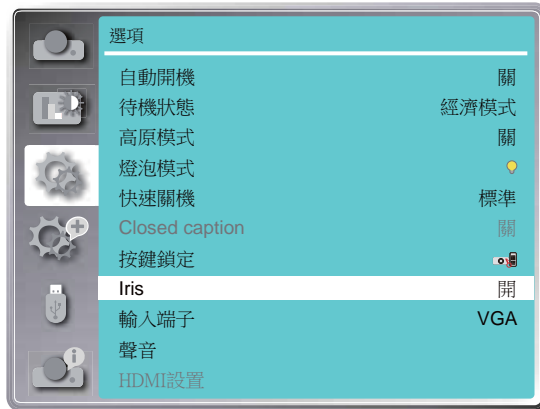 選項
自動開機 關
待機狀態 經濟模式
高原模式 關
燈泡模式
快速關機 標準
Closed caption 關
按鍵鎖定
Iris 開
輸入端子 VGA
聲音
HDMI設置